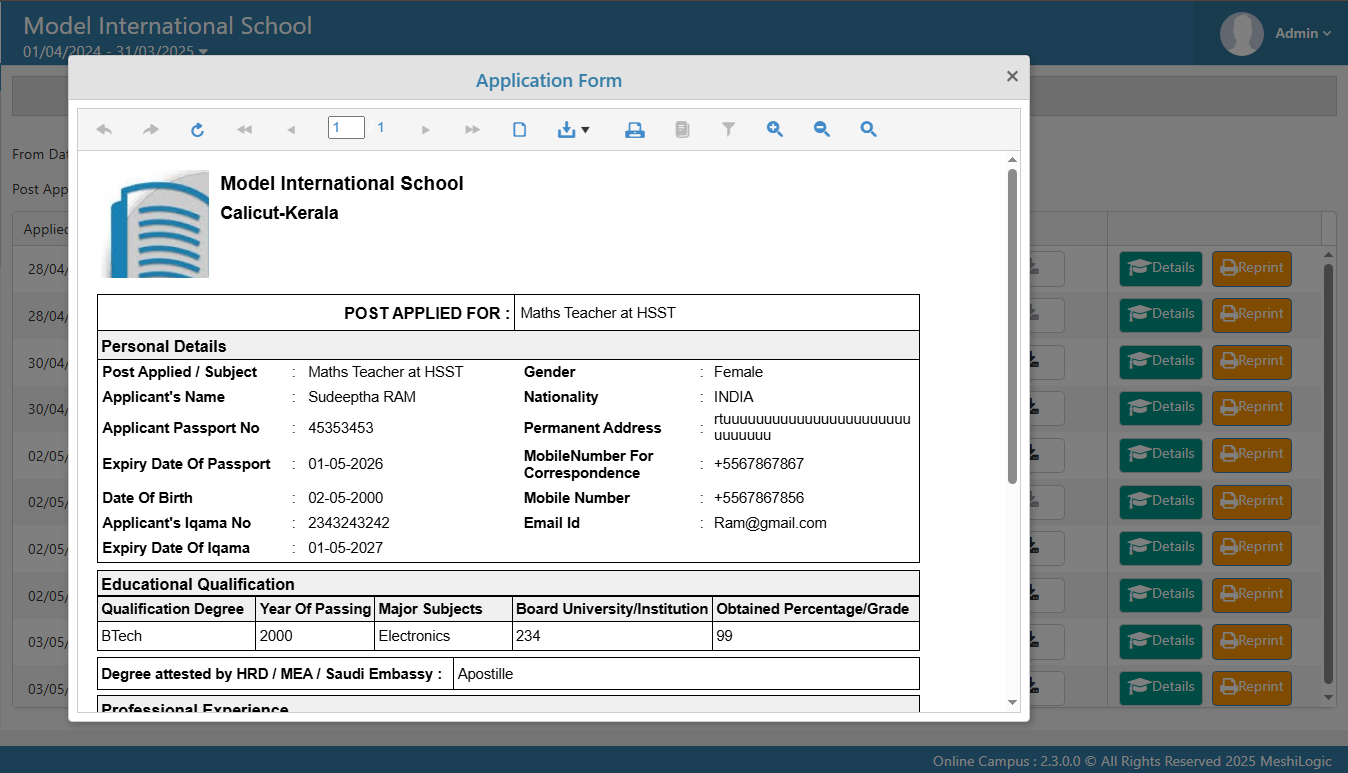 Model International School
01/04/2024 - 31/03/2025
Admin
Application Form
×
1 1
From Dat
Post App
Applied
28/04/
28/04/
30/04/
30/04/
02/05/
02/05/
02/05/
02/05/
03/05/
03/05/
Model International School
Calicut-Kerala
POST APPLIED FOR : Maths Teacher at HSST
Personal Details
Post Applied / Subject : Maths Teacher at HSST Gender : Female
Applicant's Name : Sudeeptha RAM Nationality : INDIA
Applicant Passport No : 45353453 Permanent Address : rtuuuuuuuuuuuuuuuuuuuuuu
uuuuuuu
Expiry Date Of Passport : 01-05-2026 MobileNumber For
Correspondence : +5567867867
Date Of Birth : 02-05-2000 Mobile Number : +5567867856
Applicant's Iqama No : 2343243242 Email Id : Ram@gmail.com
Expiry Date Of Iqama : 01-05-2027
Educational Qualification
Qualification Degree Year Of Passing Major Subjects Board University/Institution Obtained Percentage/Grade
BTech 2000 Electronics 234 99
Degree attested by HRD / MEA / Saudi Embassy : Apostille
Professional Experience
Details Reprint
Details Reprint
Details Reprint
Details Reprint
Details Reprint
Details Reprint
Details Reprint
Details Reprint
Details Reprint
Details Reprint
Online Campus : 2.3.0.0 © All Rights Reserved 2025 MeshiLogic